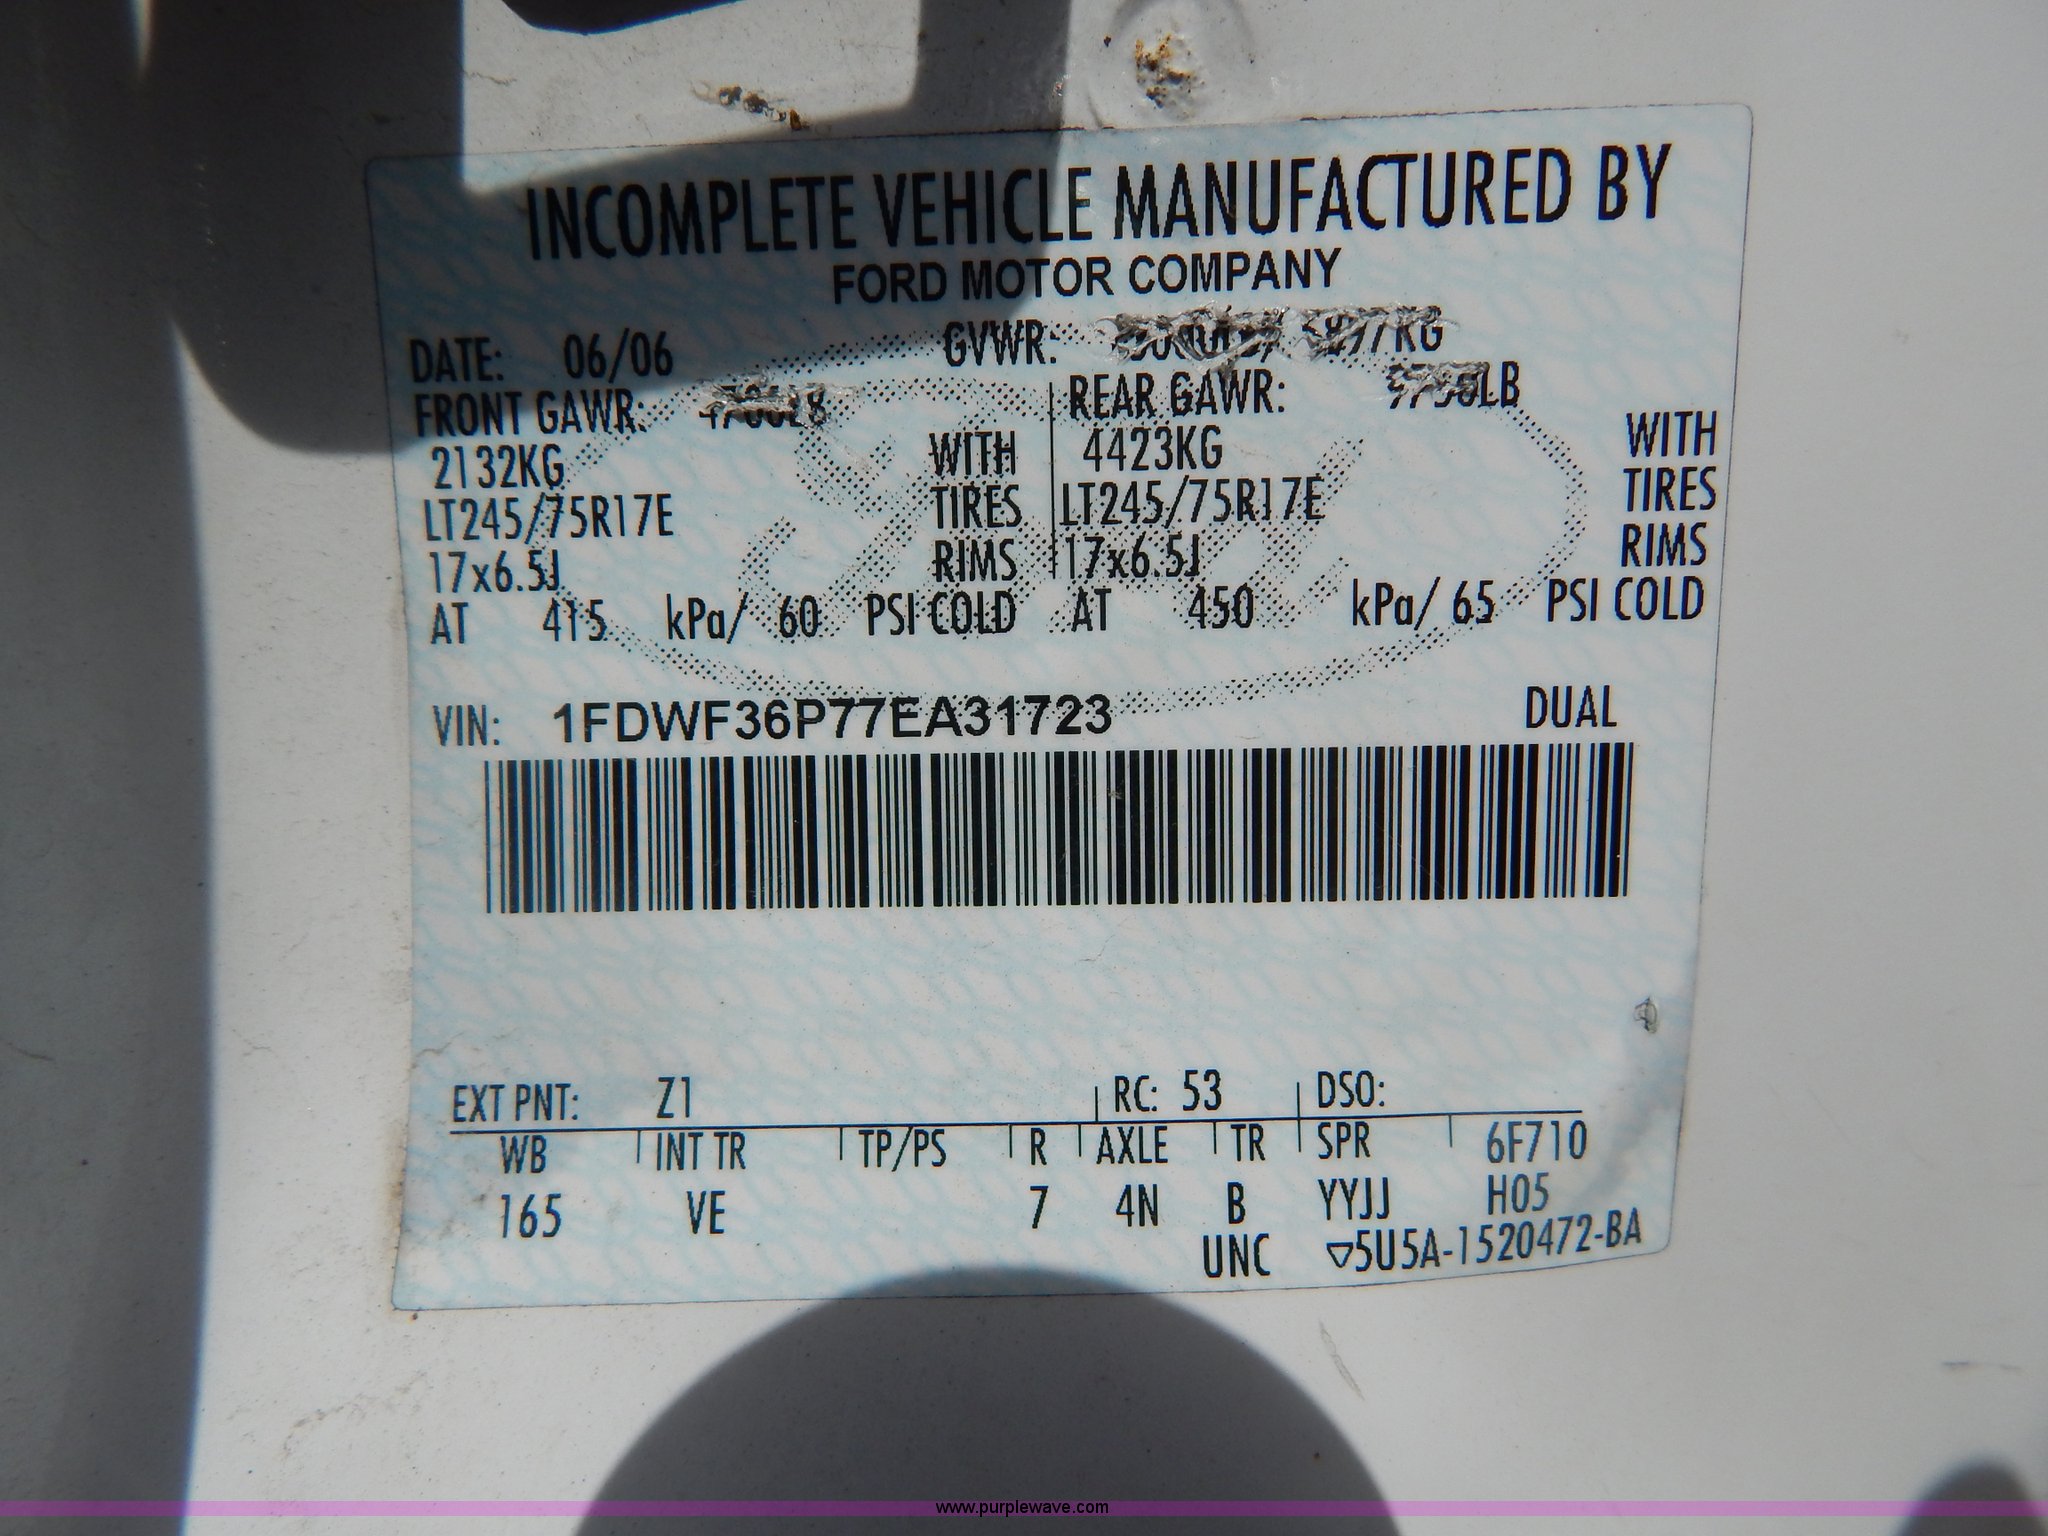 INCOMPLETE VEHICLE MANUFACTURED BY
FORD MOTOR COMPANY
DATE: 06/06 GVWR:
FRONT GAWR: REAR GAWR:
2132KG WITH 4423KG WITH
LT245/75R17E TIRES LT245/75R17E TIRES
17x6.5J RIMS 17x6.5J RIMS
AT 415 kPa/ 60 PSI COLD AT 450 kPa/ 65 PSI COLD
VIN: 1FDWF36P77EA31723 DUAL
EXT PNT: Z1 RC: 53 DSO:
WB INT TR TP/PS R AXLE TR SPR 6F710
165 VE 7 4N B YYJJ H05
UNC ▽5U5A-1520472-BA
www.purplewave.com